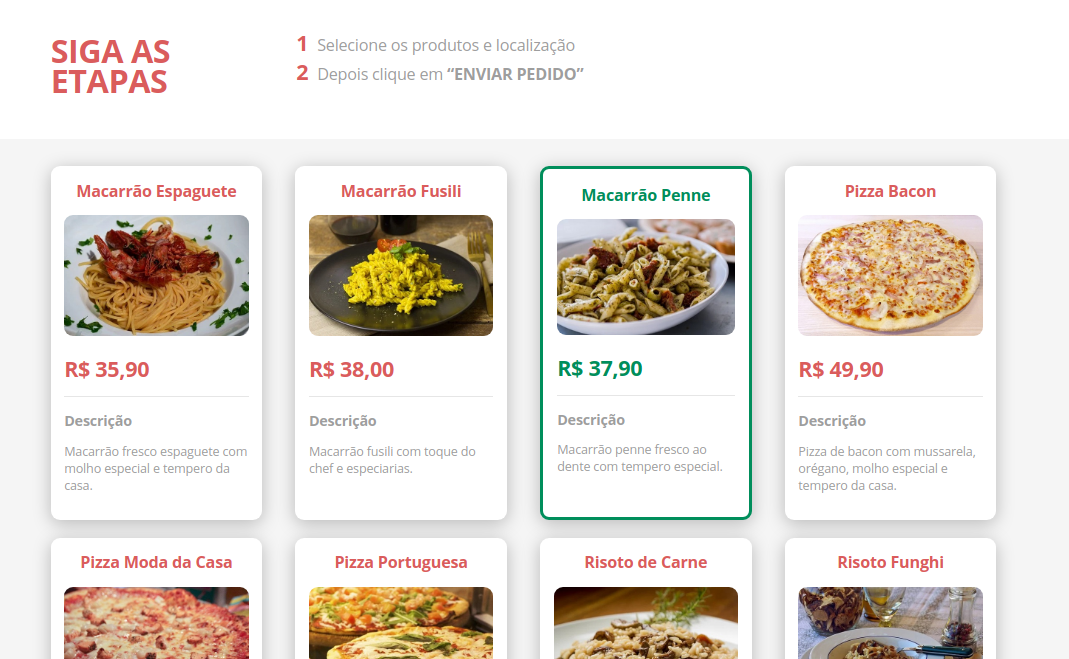 SIGA AS
ETAPAS
1 Selecione os produtos e localização
2 Depois clique em “ENVIAR PEDIDO”
Macarrão Espaguete
R$ 35,90
Descrição
Macarrão fresco espaguete com
molho especial e tempero da
casa.
Macarrão Fusili
R$ 38,00
Descrição
Macarrão fusili com toque do
chef e especiarias.
Macarrão Penne
R$ 37,90
Descrição
Macarrão penne fresco ao
dente com tempero especial.
Pizza Bacon
R$ 49,90
Descrição
Pizza de bacon com mussarela,
orégano, molho especial e
tempero da casa.
Pizza Moda da Casa
Pizza Portuguesa
Risoto de Carne
Risoto Funghi